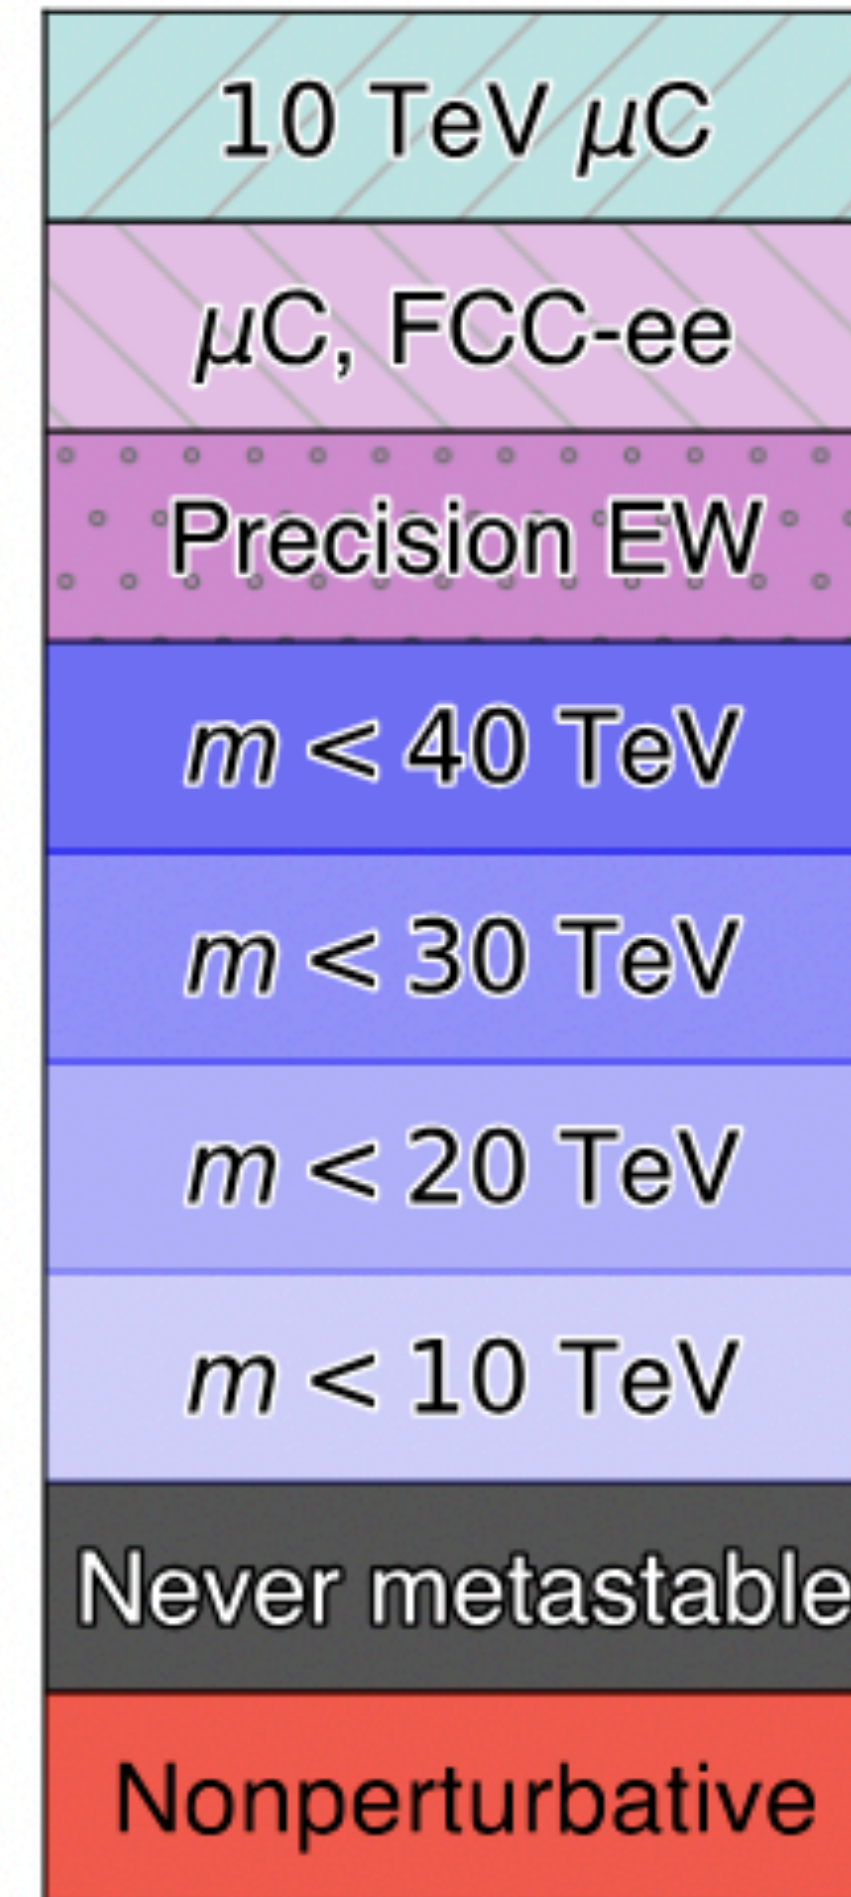 10 TeV μC
μC, FCC-ee
Precision EW
m < 40 TeV
m < 30 TeV
m < 20 TeV
m < 10 TeV
Never metastable
Nonperturbative